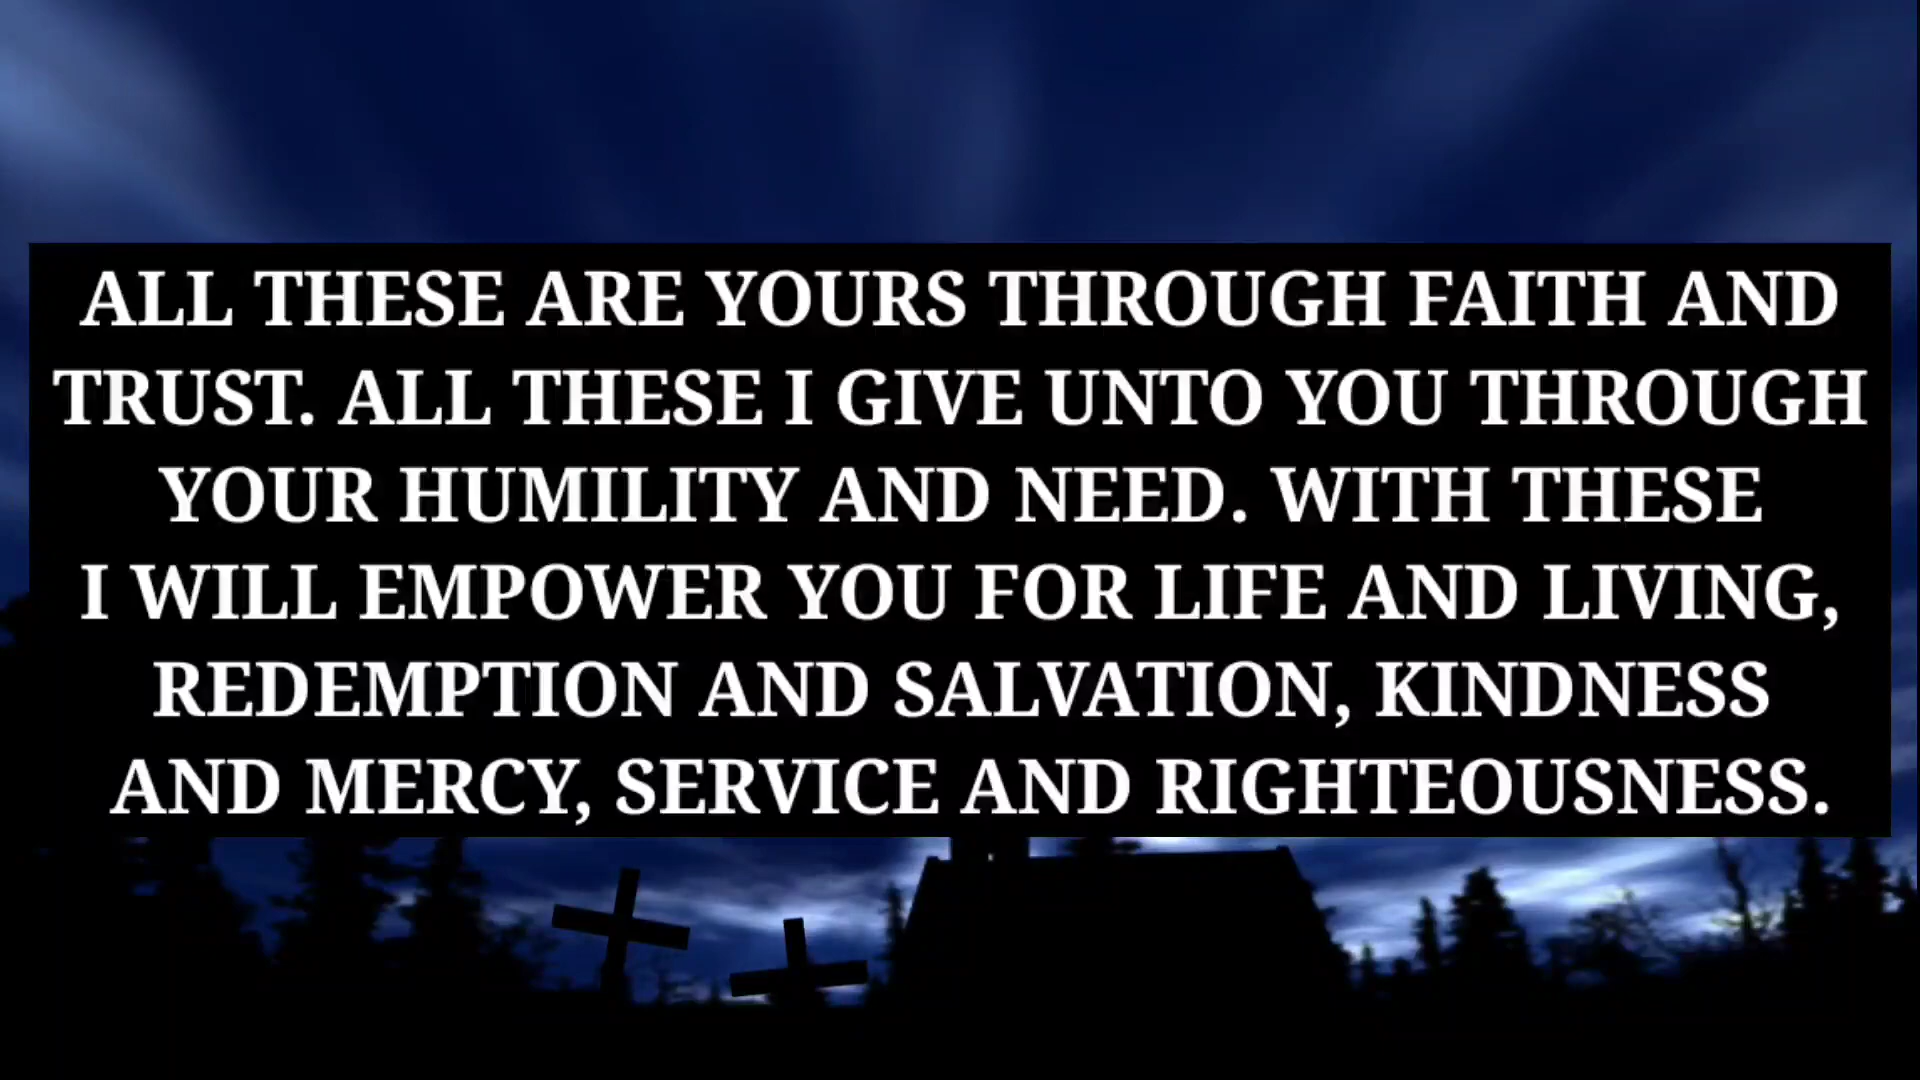 ALL THESE ARE YOURS THROUGH FAITH AND
TRUST. ALL THESE I GIVE UNTO YOU THROUGH
YOUR HUMILITY AND NEED. WITH THESE
I WILL EMPOWER YOU FOR LIFE AND LIVING,
REDEMPTION AND SALVATION, KINDNESS
AND MERCY, SERVICE AND RIGHTEOUSNESS.